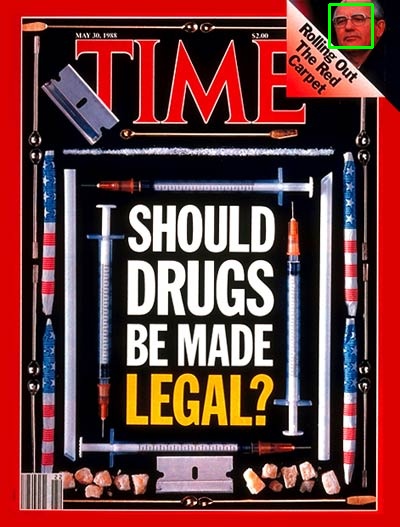 MAY 30, 1988
$2.00
TIME
Rolling Out
The Red
Carpet
SHOULD
DRUGS
BE MADE
LEGAL?